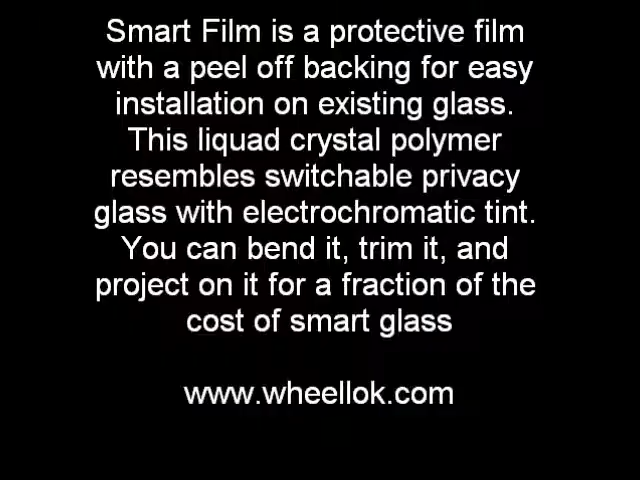 Smart Film is a protective film
with a peel off backing for easy
installation on existing glass.
This liquad crystal polymer
resembles switchable privacy
glass with electrochromatic tint.
You can bend it, trim it, and
project on it for a fraction of the
cost of smart glass
www.wheellok.com